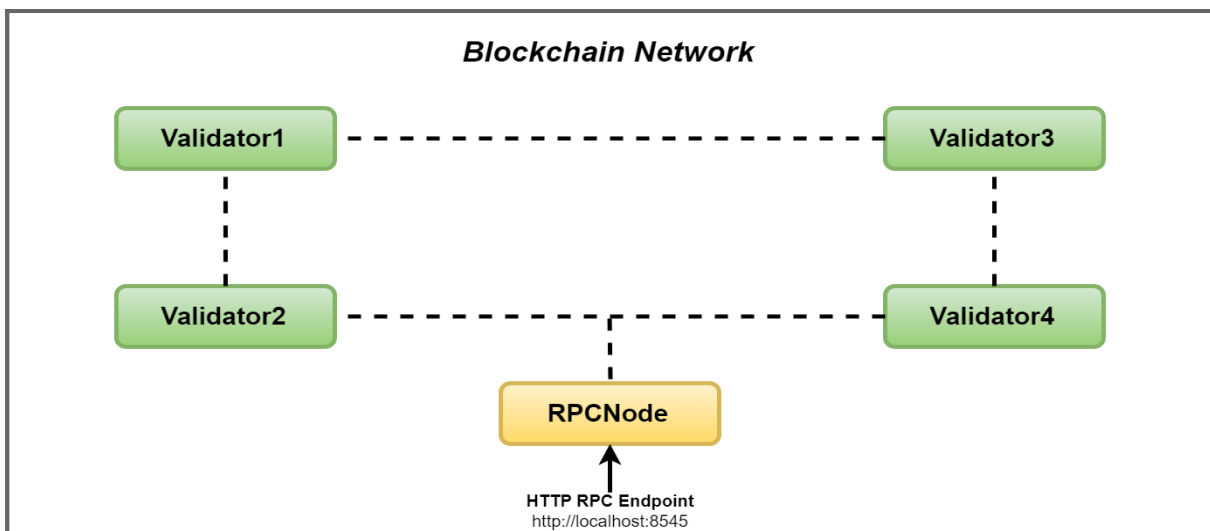 Blockchain Network
Validator1
Validator3
Validator2
Validator4
RPCNode
HTTP RPC Endpoint
http://localhost:8545